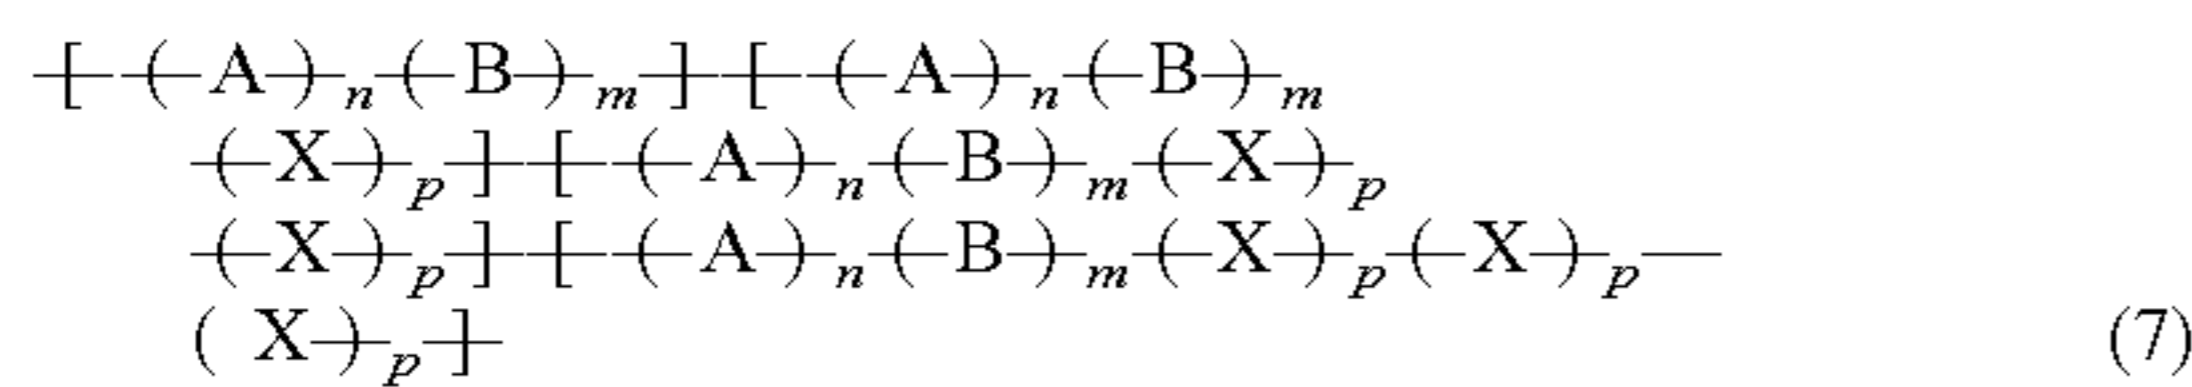 —[—(—A—)—n—(—B—)—m—]—[—(—A—)—n—(—B—)—m
—(—X—)—p—]—[—(—A—)—n—(—B—)—m—(—X—)—p
—(—X—)—p—]—[—(—A—)—n—(—B—)—m—(—X—)—p—(—X—)—p—
( X—)—p—]— (7)